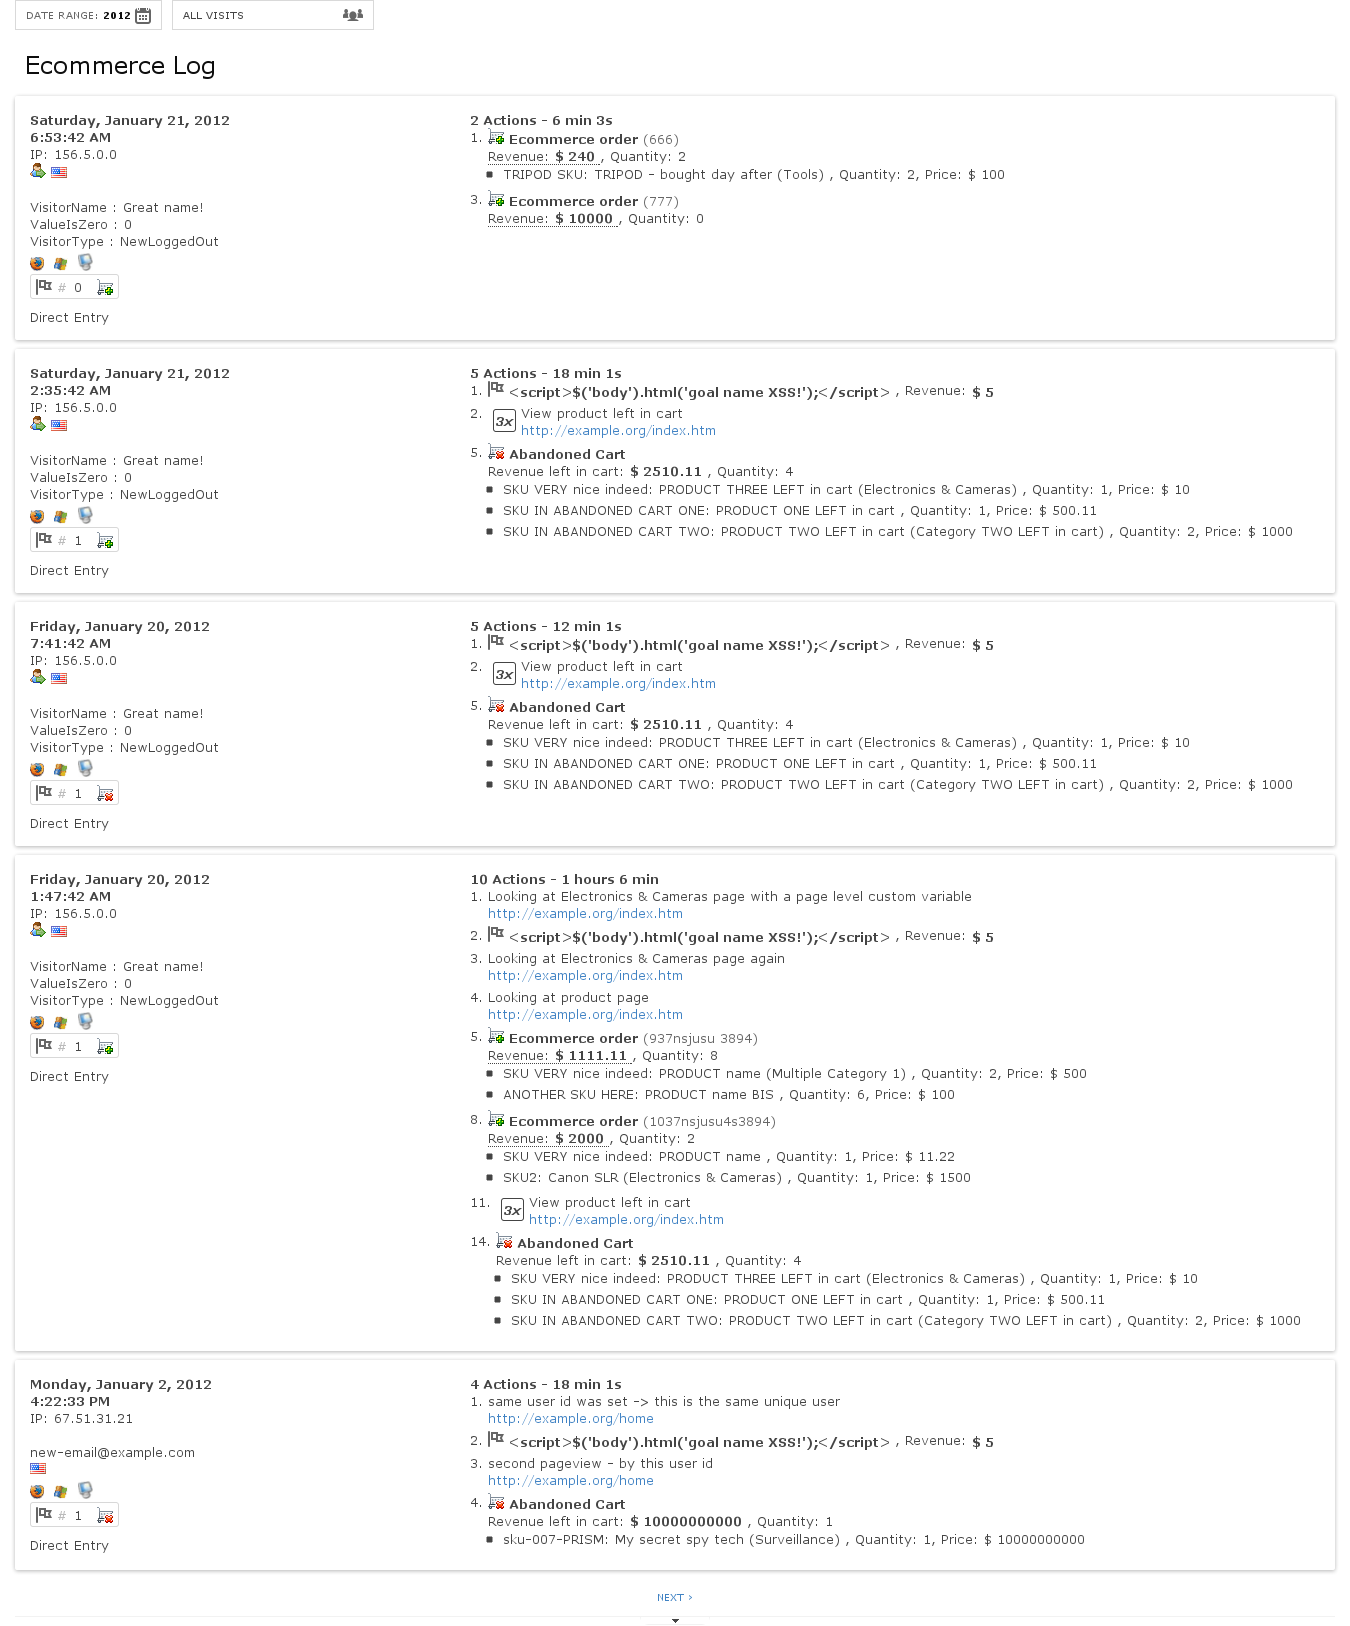 DATE RANGE: 2012
ALL VISITS
Ecommerce Log
Saturday, January 21, 2012
6:53:42 AM
IP: 156.5.0.0
VisitorName : Great name!
ValueIsZero : 0
VisitorType : NewLoggedOut
# 0
Direct Entry
2 Actions - 6 min 3s
1. Ecommerce order (666)
Revenue: $ 240 , Quantity: 2
TRIPOD SKU: TRIPOD - bought day after (Tools) , Quantity: 2, Price: $ 100
3. Ecommerce order (777)
Revenue: $ 10000 , Quantity: 0
Saturday, January 21, 2012
2:35:42 AM
IP: 156.5.0.0
VisitorName : Great name!
ValueIsZero : 0
VisitorType : NewLoggedOut
# 1
Direct Entry
5 Actions - 18 min 1s
1. <script>$('body').html('goal name XSS!');</script> , Revenue: $ 5
2. 3x View product left in cart
http://example.org/index.htm
5. Abandoned Cart
Revenue left in cart: $ 2510.11 , Quantity: 4
SKU VERY nice indeed: PRODUCT THREE LEFT in cart (Electronics & Cameras) , Quantity: 1, Price: $ 10
SKU IN ABANDONED CART ONE: PRODUCT ONE LEFT in cart , Quantity: 1, Price: $ 500.11
SKU IN ABANDONED CART TWO: PRODUCT TWO LEFT in cart (Category TWO LEFT in cart) , Quantity: 2, Price: $ 1000
Friday, January 20, 2012
7:41:42 AM
IP: 156.5.0.0
VisitorName : Great name!
ValueIsZero : 0
VisitorType : NewLoggedOut
# 1
Direct Entry
5 Actions - 12 min 1s
1. <script>$('body').html('goal name XSS!');</script> , Revenue: $ 5
2. 3x View product left in cart
http://example.org/index.htm
5. Abandoned Cart
Revenue left in cart: $ 2510.11 , Quantity: 4
SKU VERY nice indeed: PRODUCT THREE LEFT in cart (Electronics & Cameras) , Quantity: 1, Price: $ 10
SKU IN ABANDONED CART ONE: PRODUCT ONE LEFT in cart , Quantity: 1, Price: $ 500.11
SKU IN ABANDONED CART TWO: PRODUCT TWO LEFT in cart (Category TWO LEFT in cart) , Quantity: 2, Price: $ 1000
Friday, January 20, 2012
1:47:42 AM
IP: 156.5.0.0
VisitorName : Great name!
ValueIsZero : 0
VisitorType : NewLoggedOut
# 1
Direct Entry
10 Actions - 1 hours 6 min
1. Looking at Electronics & Cameras page with a page level custom variable
http://example.org/index.htm
2. <script>$('body').html('goal name XSS!');</script> , Revenue: $ 5
3. Looking at Electronics & Cameras page again
http://example.org/index.htm
4. Looking at product page
http://example.org/index.htm
5. Ecommerce order (937nsjusu 3894)
Revenue: $ 1111.11 , Quantity: 8
SKU VERY nice indeed: PRODUCT name (Multiple Category 1) , Quantity: 2, Price: $ 500
ANOTHER SKU HERE: PRODUCT name BIS , Quantity: 6, Price: $ 100
8. Ecommerce order (1037nsjusu4s3894)
Revenue: $ 2000 , Quantity: 2
SKU VERY nice indeed: PRODUCT name , Quantity: 1, Price: $ 11.22
SKU2: Canon SLR (Electronics & Cameras) , Quantity: 1, Price: $ 1500
11. 3x View product left in cart
http://example.org/index.htm
14. Abandoned Cart
Revenue left in cart: $ 2510.11 , Quantity: 4
SKU VERY nice indeed: PRODUCT THREE LEFT in cart (Electronics & Cameras) , Quantity: 1, Price: $ 10
SKU IN ABANDONED CART ONE: PRODUCT ONE LEFT in cart , Quantity: 1, Price: $ 500.11
SKU IN ABANDONED CART TWO: PRODUCT TWO LEFT in cart (Category TWO LEFT in cart) , Quantity: 2, Price: $ 1000
Monday, January 2, 2012
4:22:33 PM
IP: 67.51.31.21
new-email@example.com
# 1
Direct Entry
4 Actions - 18 min 1s
1. same user id was set -> this is the same unique user
http://example.org/home
2. <script>$('body').html('goal name XSS!');</script> , Revenue: $ 5
3. second pageview - by this user id
http://example.org/home
4. Abandoned Cart
Revenue left in cart: $ 10000000000 , Quantity: 1
sku-007-PRISM: My secret spy tech (Surveillance) , Quantity: 1, Price: $ 10000000000
NEXT ›